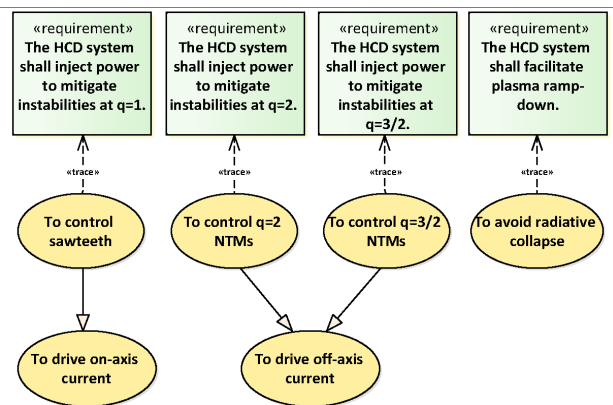 «requirement»
The HCD system
shall inject power
to mitigate
instabilities at q=1.
«requirement»
The HCD system
shall inject power
to mitigate
instabilities at q=2.
«requirement»
The HCD system
shall inject power
to mitigate
instabilities at
q=3/2.
«requirement»
The HCD system
shall facilitate
plasma ramp-
down.
«trace»
«trace»
«trace»
«trace»
To control
sawteeth
To control q=2
NTMs
To control q=3/2
NTMs
To avoid radiative
collapse
To drive on-axis
current
To drive off-axis
current